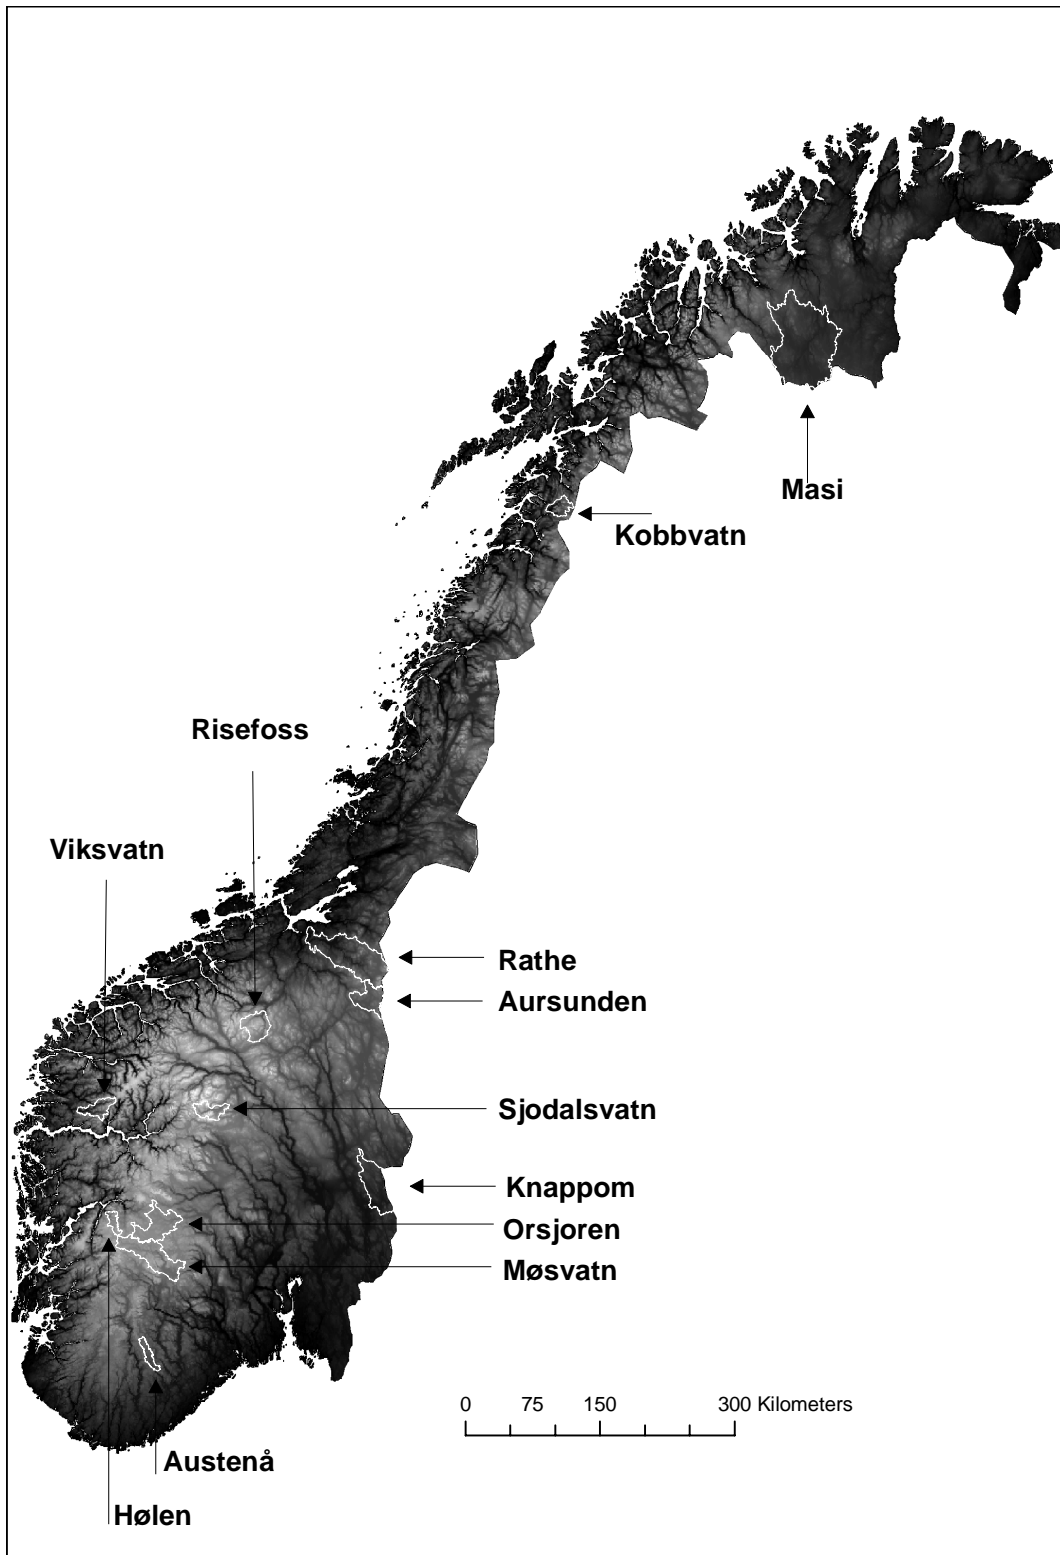 Masi
Kobbvatn
Risefoss
Viksvatn
Rathe
Aursunden
Sjodalsvatn
Knappom
Orsjoren
Møsvatn
0 75 150 300 Kilometers
Austenå
Hølen